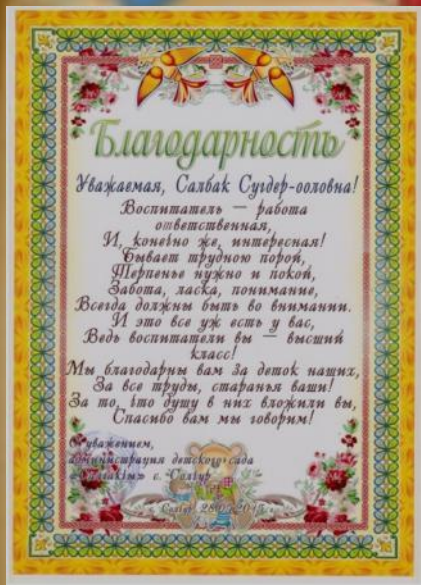 Благодарность
Уважаемая, Салбак Сугдер-ооловна!
Воспитатель — работа
ответственная,
И, конечно же, интересная!
Бывает трудною порой,
Терпенье нужно и покой,
Забота, ласка, понимание,
Всегда должны быть во внимании.
И это все уж есть у вас,
Ведь воспитатели вы — высший
класс!
Мы благодарны вам за деток наших,
За все труды, старанья ваши!
За то, что душу в них вложили вы,
Спасибо вам мы говорим!
С уважением,
администрация детского сада
с. Солчур
с. Солчур